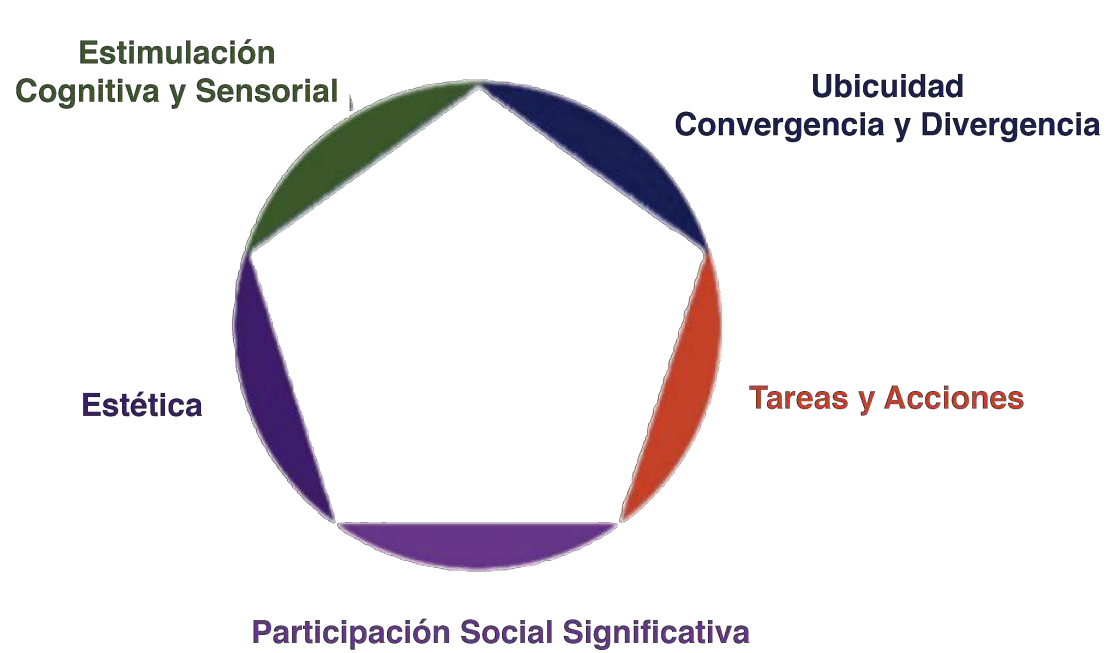 Estimulación
Cognitiva y Sensorial
Ubicuidad
Convergencia y Divergencia
Estética
Tareas y Acciones
Participación Social Significativa